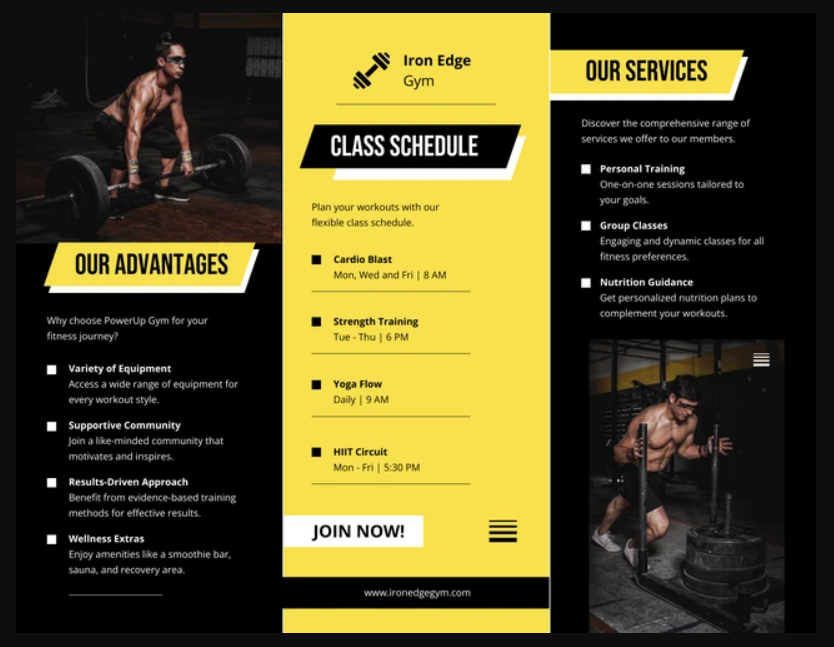 OUR ADVANTAGES
Why choose PowerUp Gym for your
fitness journey?
Variety of Equipment
Access a wide range of equipment for
every workout style.
Supportive Community
Join a like-minded community that
motivates and inspires.
Results-Driven Approach
Benefit from evidence-based training
methods for effective results.
Wellness Extras
Enjoy amenities like a smoothie bar,
sauna, and recovery area.
Iron Edge
Gym
CLASS SCHEDULE
Plan your workouts with our
flexible class schedule.
Cardio Blast
Mon, Wed and Fri | 8 AM
Strength Training
Tue - Thu | 6 PM
Yoga Flow
Daily | 9 AM
HIIT Circuit
Mon - Fri | 5:30 PM
JOIN NOW!
www.ironedgegym.com
OUR SERVICES
Discover the comprehensive range of
services we offer to our members.
Personal Training
One-on-one sessions tailored to
your goals.
Group Classes
Engaging and dynamic classes for all
fitness preferences.
Nutrition Guidance
Get personalized nutrition plans to
complement your workouts.